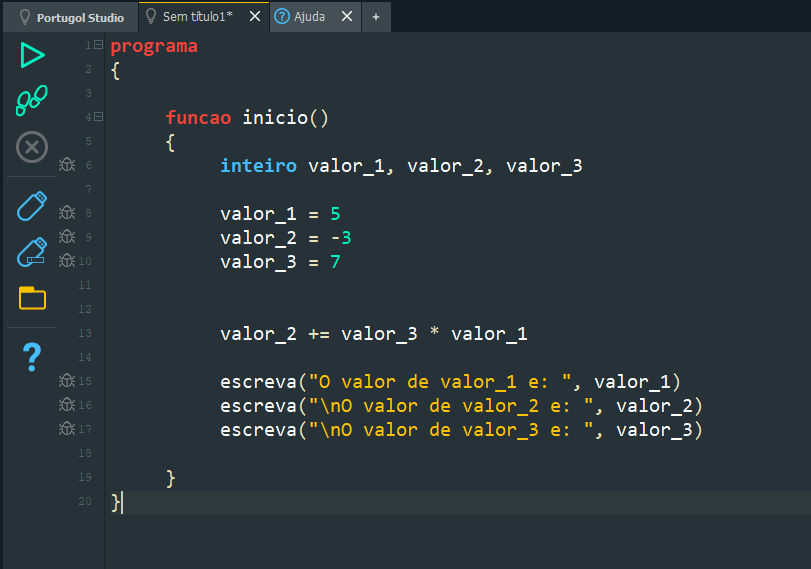 Portugol Studio
Sem título1*
Ajuda
1 programa
2 {
3
4 funcao inicio()
5 {
6 inteiro valor_1, valor_2, valor_3
7
8 valor_1 = 5
9 valor_2 = -3
10 valor_3 = 7
11
12
13 valor_2 += valor_3 * valor_1
14
15 escreva("O valor de valor_1 e: ", valor_1)
16 escreva("\nO valor de valor_2 e: ", valor_2)
17 escreva("\nO valor de valor_3 e: ", valor_3)
18
19 }
20 }